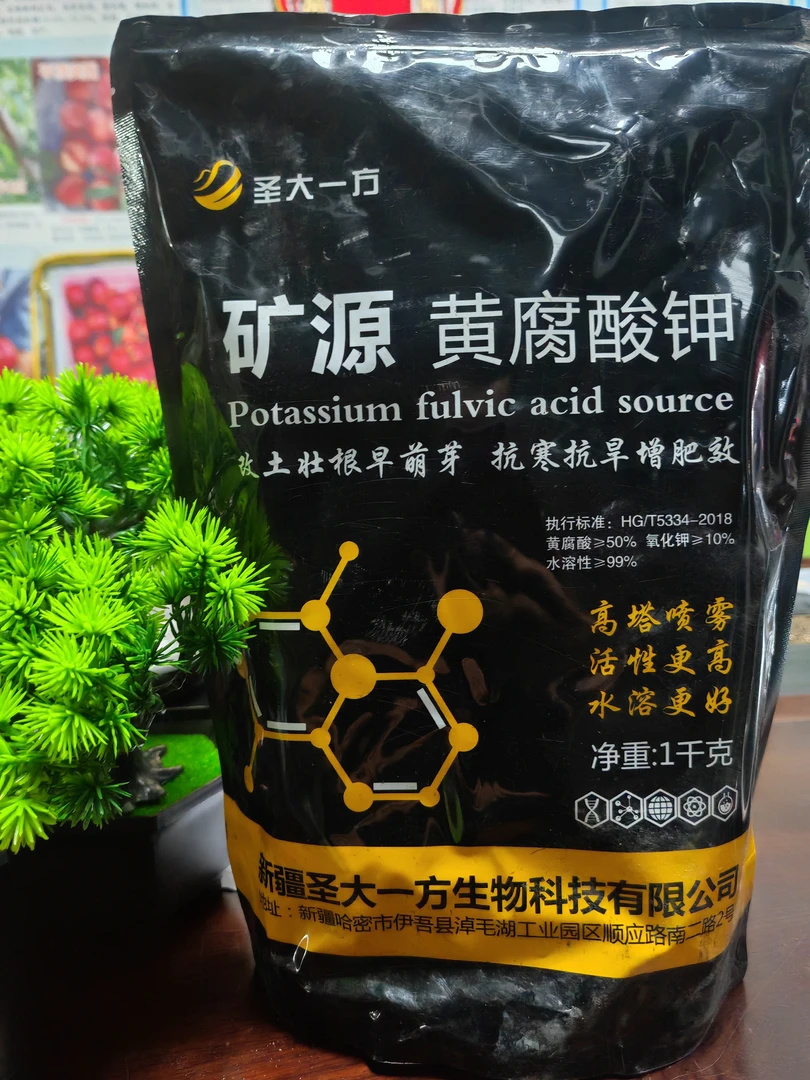 圣大一方
矿源 黄腐酸钾
Potassium fulvic acid source
改土壮根早萌芽 抗寒抗旱增肥效
执行标准：HG/T5334-2018
黄腐酸≥50% 氧化钾≥10%
水溶性≥99%
高塔喷雾
活性更高
水溶更好
净重:1千克
新疆圣大一方生物科技有限公司
地址：新疆哈密市伊吾县淖毛湖工业园区顺应路南二路2号